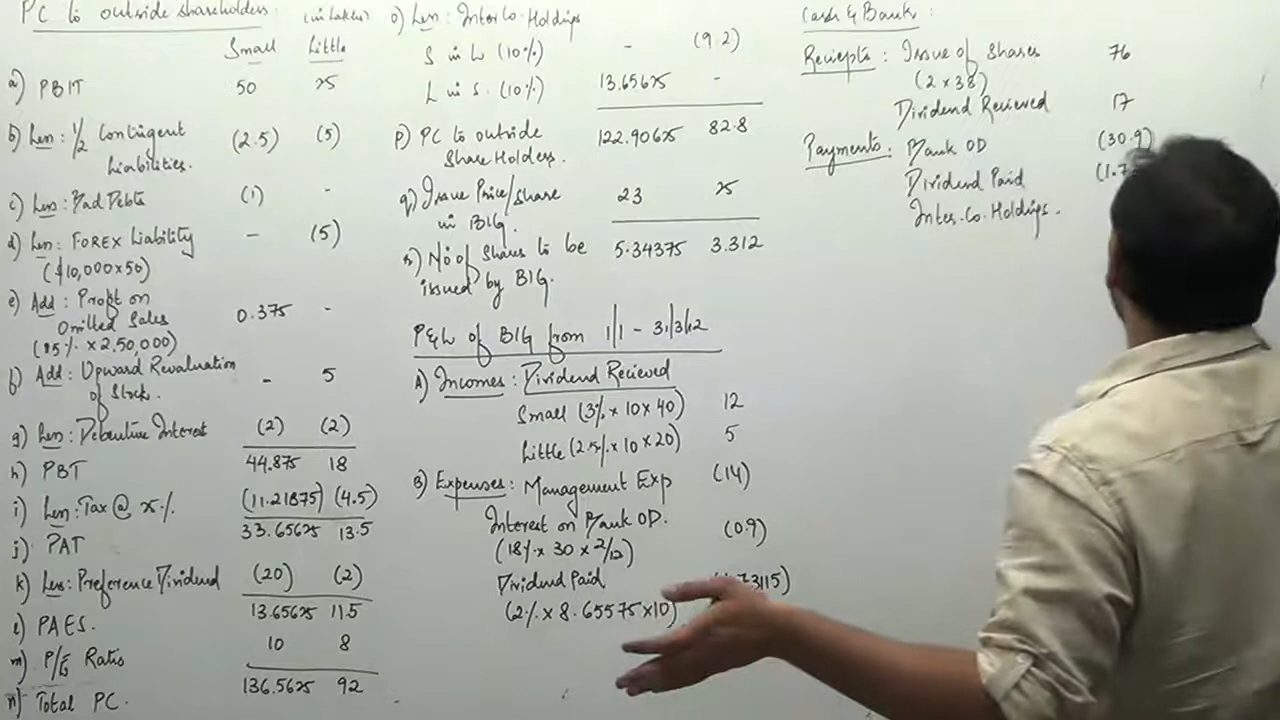 PC to outside shareholders: (in Lakhs)
Small Little
a) PBIT 50 25
b) Less: 1/2 Contingent (2.5) (5)
Liabilities.
c) Less: Bad Debts (1) -
d) Less: FOREX Liability - (5)
($10,000x50)
e) Add: Profit on
Omitted Sales 0.375 -
(15% x 2,50,000)
f) Add: Upward Revaluation
of Stock. - 5
g) Less: Debenture Interest (2) (2)
h) PBT 44.875 18
i) Less: Tax @ 25% (11.21875) (4.5)
j) PAT 33.65625 13.5
k) Less: Preference Dividend (20) (2)
l) PAES. 13.65625 11.5
m) P/E Ratio 10 8
n) Total PC. 136.5625 92
o) Less: Inter Co. Holdings
S in L (10%) - (9.2)
L in S. (10%) 13.65625 -
p) PC to outside 122.90625 82.8
Share Holders.
q) Issue Price/Share 23 25
in BIG.
r) No of Shares to be 5.34375 3.312
issued by BIG.
P&L of BIG from 1/1 - 31/3/12
A) Incomes: Dividend Recieved
Small (3% x 10 x 40) 12
Little (2.5% x 10 x 20) 5
B) Expenses: Management Exp (14)
Interest on Bank OD. (0.9)
(18% x 30 x 2/12)
Dividend Paid
(2% x 8.65575 x 10)
Cash & Bank:
Reciepts: Issue of Shares 76
(2 x 38)
Dividend Recieved 17
Payments: Bank OD (30.9)
Dividend Paid
Inter. Co. Holdings.